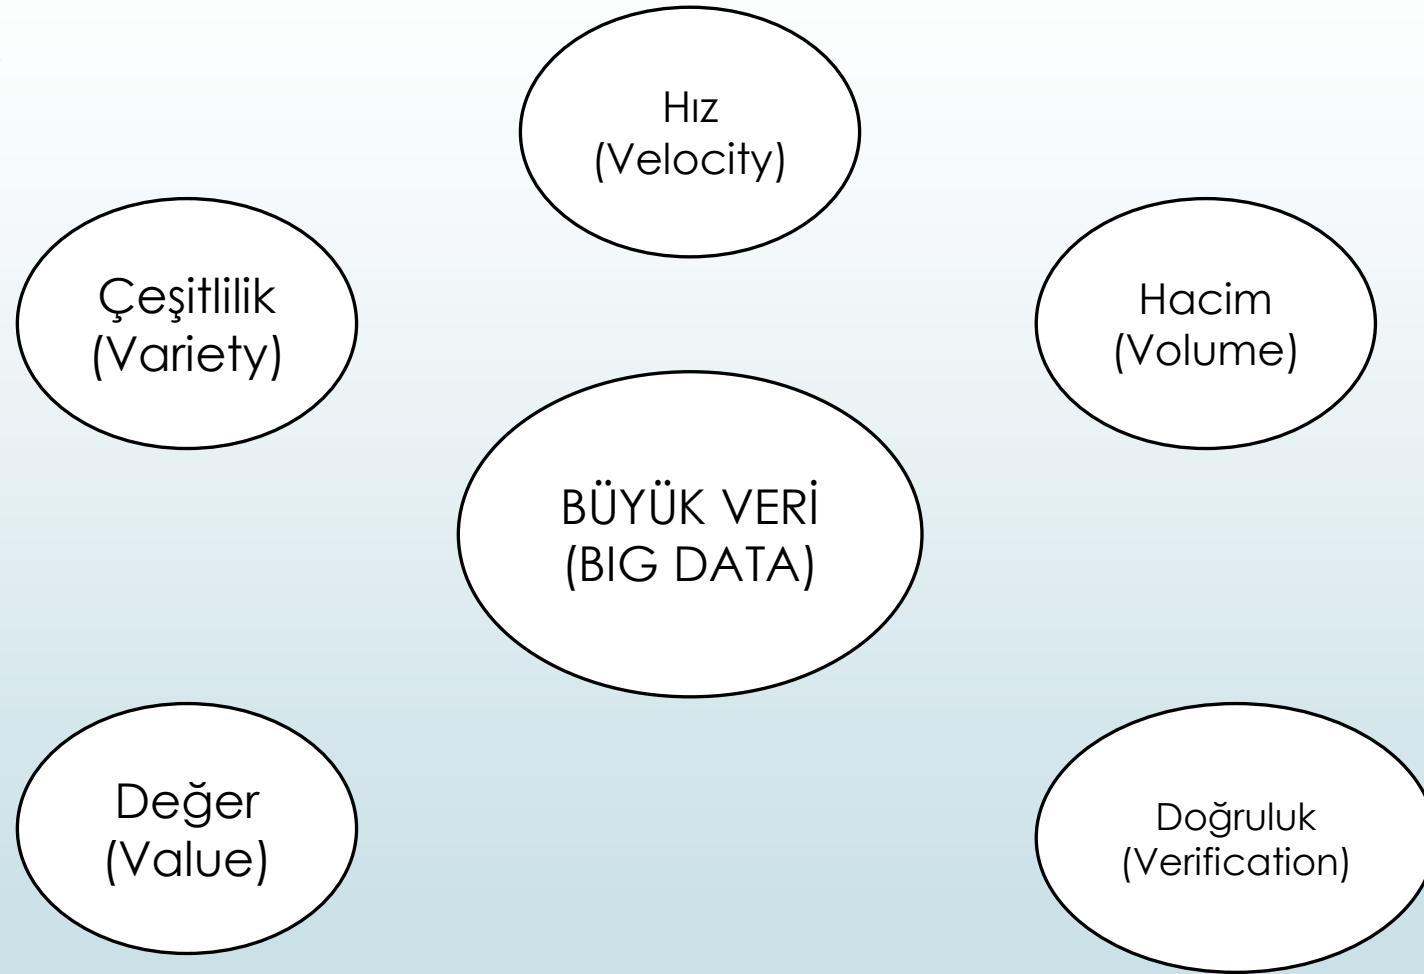 Hız
(Velocity)
Çeşitlilik
(Variety)
Hacim
(Volume)
BÜYÜK VERİ
(BIG DATA)
Değer
(Value)
Doğruluk
(Verification)